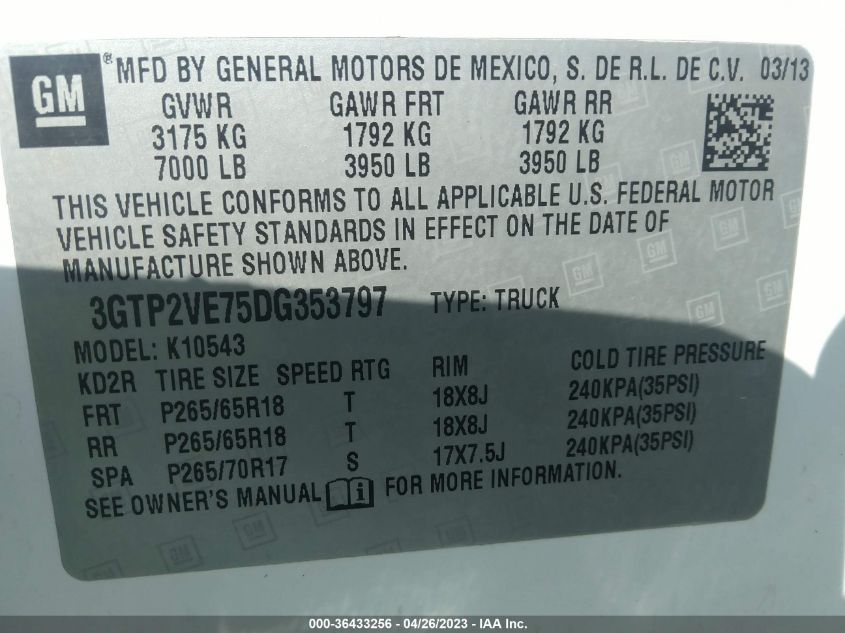 GM ® MFD BY GENERAL MOTORS DE MEXICO, S. DE R.L. DE C.V. 03/13
GVWR GAWR FRT GAWR RR
3175 KG 1792 KG 1792 KG
7000 LB 3950 LB 3950 LB
THIS VEHICLE CONFORMS TO ALL APPLICABLE U.S. FEDERAL MOTOR
VEHICLE SAFETY STANDARDS IN EFFECT ON THE DATE OF
MANUFACTURE SHOWN ABOVE.
3GTP2VE75DG353797 TYPE: TRUCK
MODEL: K10543
KD2R TIRE SIZE SPEED RTG RIM COLD TIRE PRESSURE
FRT P265/65R18 T 18X8J 240KPA(35PSI)
RR P265/65R18 T 18X8J 240KPA(35PSI)
SPA P265/70R17 S 17X7.5J 240KPA(35PSI)
SEE OWNER'S MANUAL i FOR MORE INFORMATION.
000-36433256 - 04/26/2023 - IAA Inc.